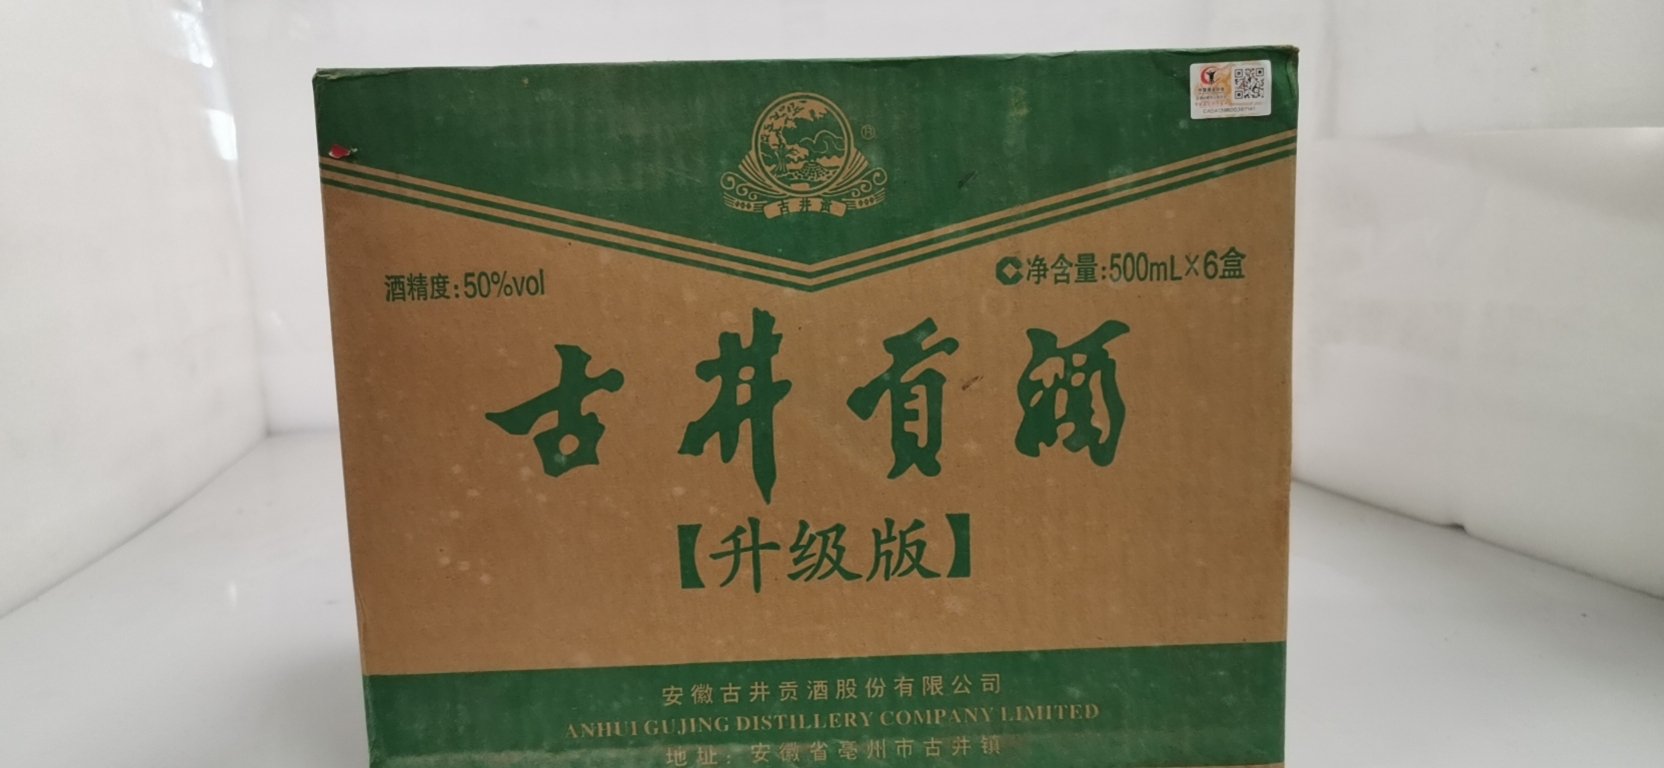 古井贡
®
酒精度:50%vol
净含量:500mL×6盒
古井贡酒
【升级版】
安徽古井贡酒股份有限公司
ANHUI GUJING DISTILLERY COMPANY LIMITED
地址:安徽省亳州市古井镇